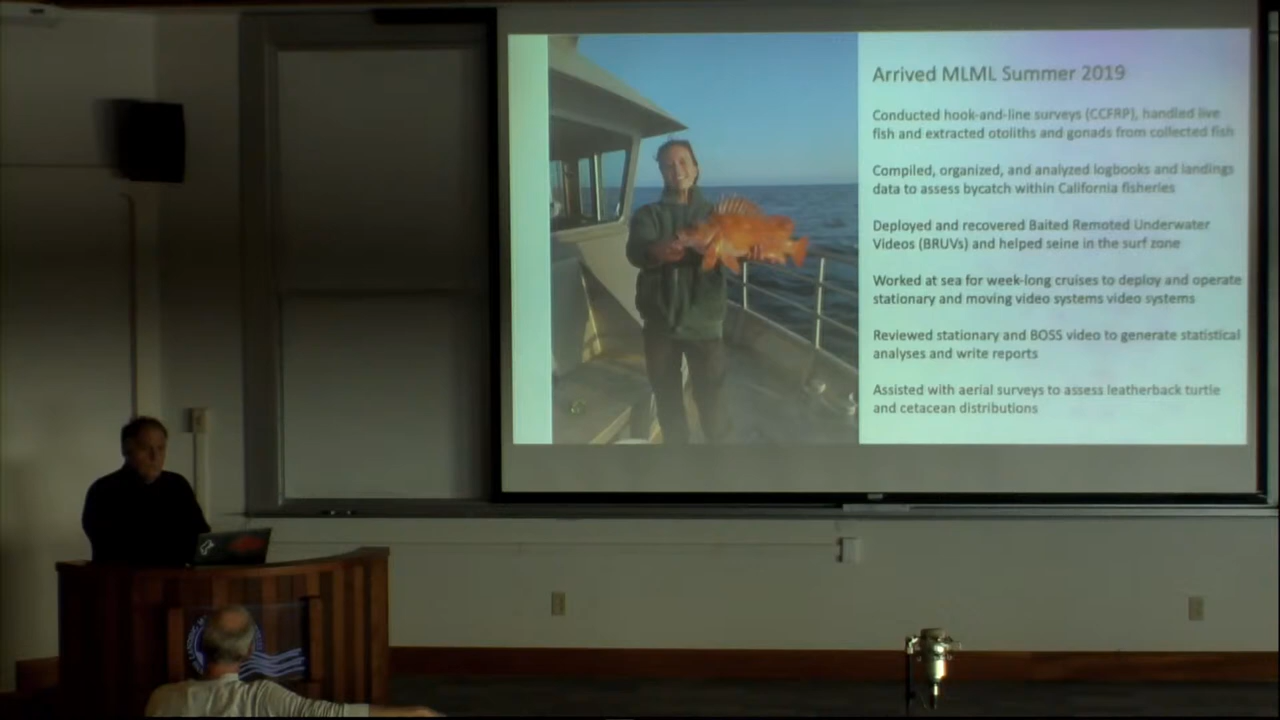 Arrived MLML Summer 2019
Conducted hook-and-line surveys (CCFRP), handled live
fish and extracted otoliths and gonads from collected fish
Compiled, organized, and analyzed logbooks and landings
data to assess bycatch within California fisheries
Deployed and recovered Baited Remoted Underwater
Videos (BRUVs) and helped seine in the surf zone
Worked at sea for week-long cruises to deploy and operate
stationary and moving video systems video systems
Reviewed stationary and BOSS video to generate statistical
analyses and write reports
Assisted with aerial surveys to assess leatherback turtle
and cetacean distributions